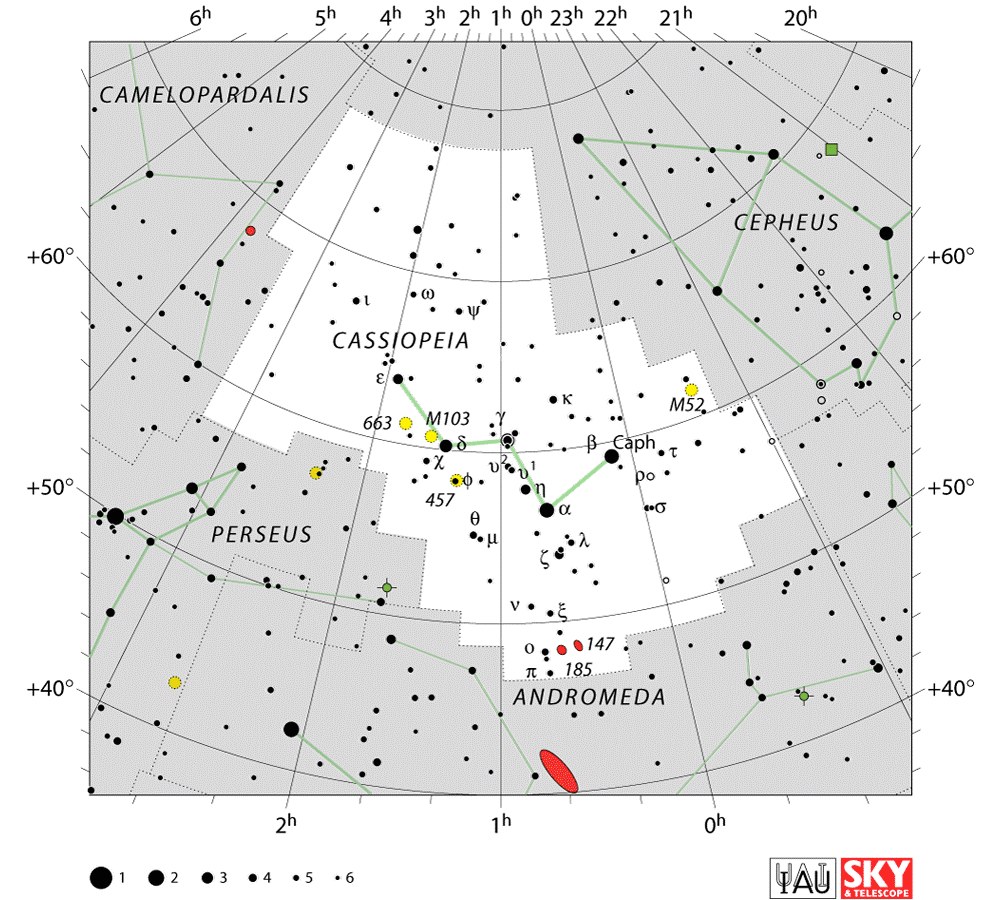 6h 5h 4h 3h 2h 1h 0h 23h 22h 21h 20h
CAMELOPARDALIS
CEPHEUS
+60° +60°
ι ω ψ
CASSIOPEIA
ε κ M52
663 M103 γ
δ β Caph
χ υ2 υ1 τ
+50° 457 ϕ η ρ +50°
α σ
PERSEUS θ μ λ
ζ
ν ξ
ο 147
π 185
+40° ANDROMEDA +40°
2h 1h 0h
1 2 3 4 5 6
IAU SKY
& TELESCOPE